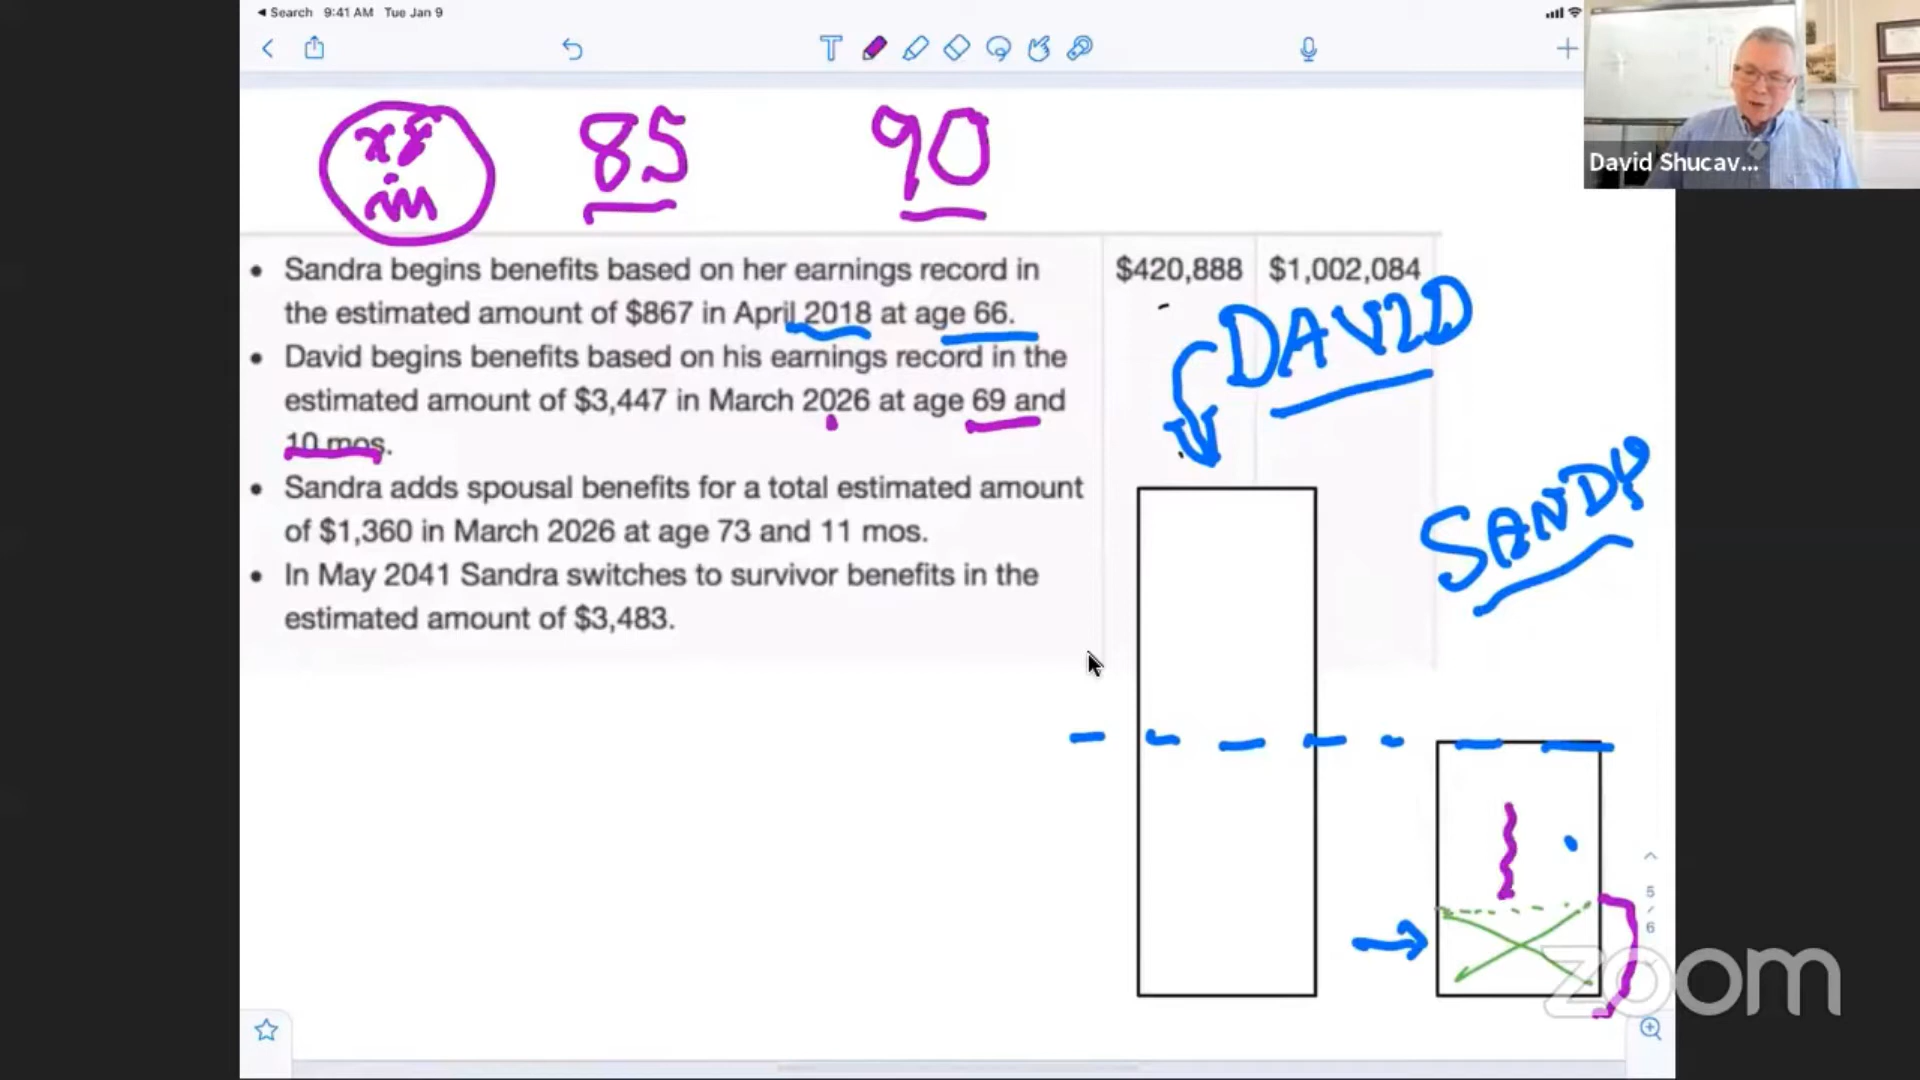 Search 9:41 AM Tue Jan 9
T
David Shucav...
85 90
Sandra begins benefits based on her earnings record in
the estimated amount of $867 in April 2018 at age 66.
$420,888 $1,002,084
David begins benefits based on his earnings record in the
estimated amount of $3,447 in March 2026 at age 69 and
10 mos.
DAVID
Sandra adds spousal benefits for a total estimated amount
of $1,360 in March 2026 at age 73 and 11 mos.
SANDY
In May 2041 Sandra switches to survivor benefits in the
estimated amount of $3,483.
5
/
6
zoom